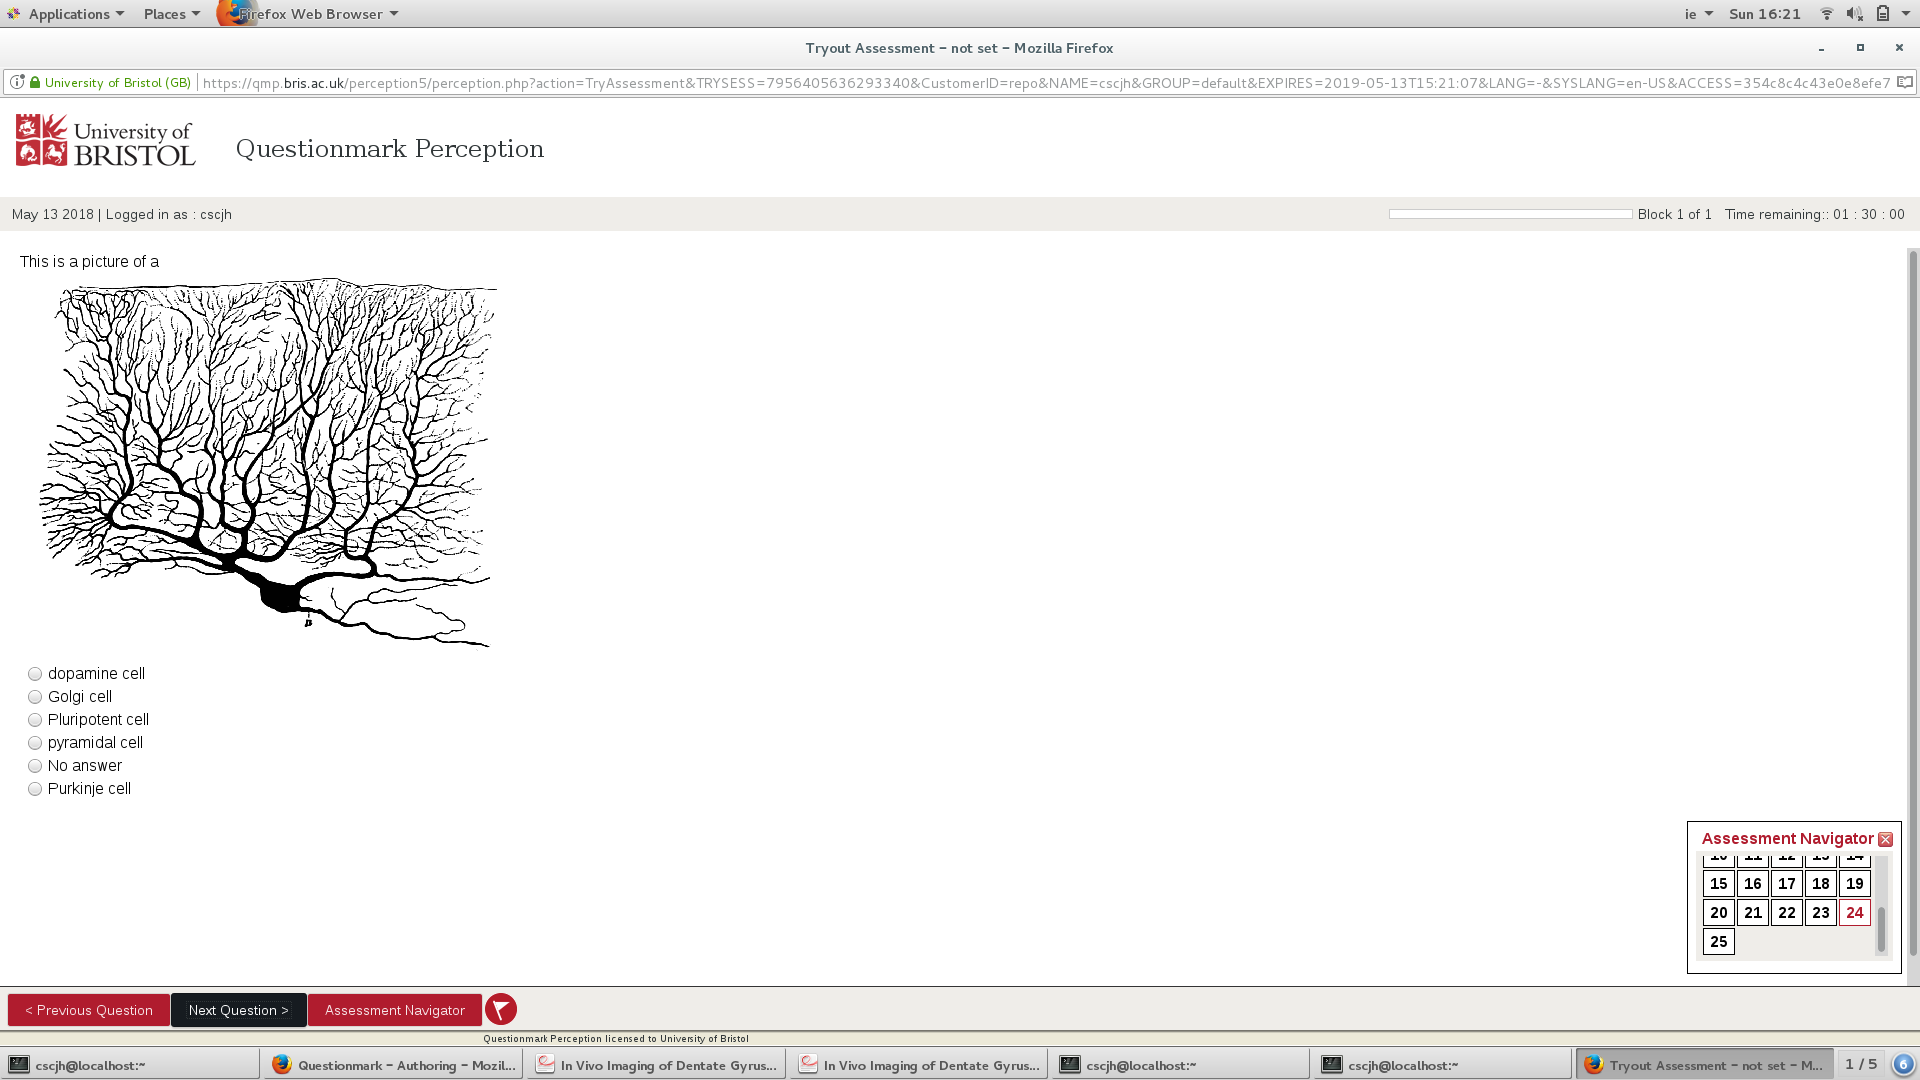 Applications Places Firefox Web Browser ie Sun 16:21
Tryout Assessment – not set – Mozilla Firefox
University of Bristol (GB) https://qmp.bris.ac.uk/perception5/perception.php?action=TryAssessment&TRYSESS=7956405636293340&CustomerID=repo&NAME=cscjh&GROUP=default&EXPIRES=2019-05-13T15:21:07&LANG=-&SYSLANG=en-US&ACCESS=354c8c4c43e0e8efe7
University of
BRISTOL
Questionmark Perception
May 13 2018 | Logged in as : cscjh Block 1 of 1 Time remaining:: 01 : 30 : 00
This is a picture of a
dopamine cell
Golgi cell
Pluripotent cell
pyramidal cell
No answer
Purkinje cell
Assessment Navigator
10 11 12 13 14
15 16 17 18 19
20 21 22 23 24
25
< Previous Question Next Question > Assessment Navigator
Questionmark Perception licensed to University of Bristol
cscjh@localhost:~ Questionmark – Authoring – Mozil... In Vivo Imaging of Dentate Gyrus... In Vivo Imaging of Dentate Gyrus... cscjh@localhost:~ cscjh@localhost:~ Tryout Assessment – not set – M... 1 / 5 6